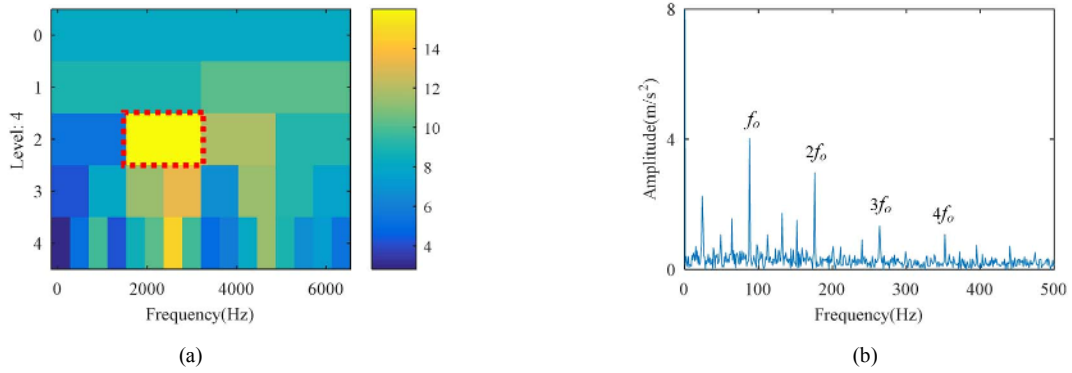 0
1
2
3
4
Level: 4
0
2000
4000
6000
Frequency(Hz)
14
12
10
8
6
4
(a)
8
4
0
Amplitude(m/s²)
fₒ
2fₒ
3fₒ
4fₒ
0
100
200
300
400
500
Frequency(Hz)
(b)